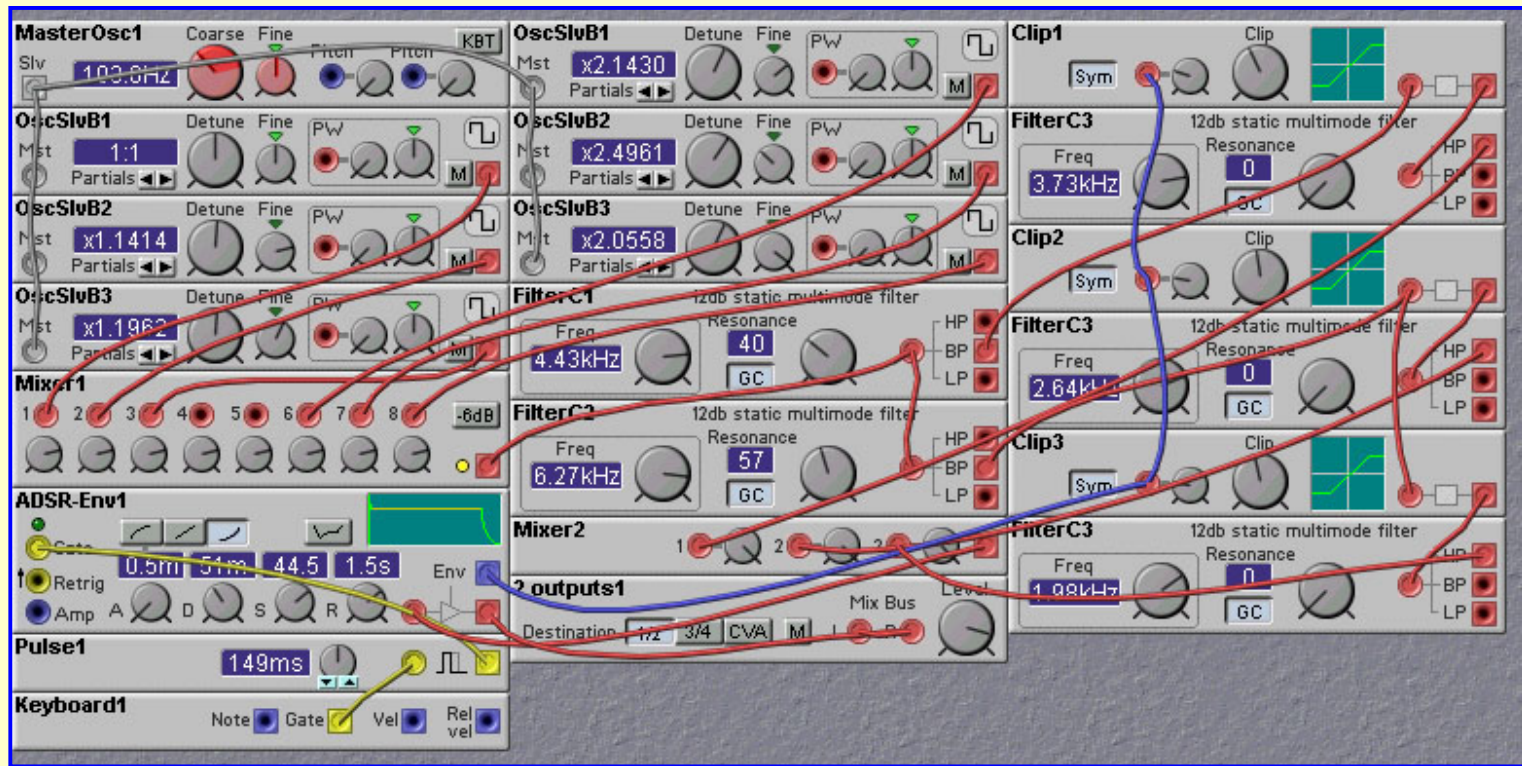 MasterOsc1 Coarse Fine Pitch Pitch KBT
Slv 103.8Hz
OscSlvB1 Detune Fine PW
Mst 1:1
Partials M
OscSlvB2 Detune Fine PW
Mst x1.1414
Partials M
OscSlvB3 Detune Fine PW
Mst x1.1962
Partials M
Mixer1
1 2 3 4 5 6 7 8 -6dB
ADSR-Env1
Gate 0.5m 51m 44.5 1.5s Env
Retrig
Amp A D S R
Pulse1
149ms
Keyboard1
Note Gate Vel Rel vel
OscSlvB1 Detune Fine PW
Mst x2.1430
Partials M
OscSlvB2 Detune Fine PW
Mst x2.4961
Partials M
OscSlvB3 Detune Fine PW
Mst x2.0558
Partials M
FilterC1 12db static multimode filter
Freq Resonance HP
4.43kHz 40 BP
GC LP
FilterC2 12db static multimode filter
Freq Resonance HP
6.27kHz 57 BP
GC LP
Mixer2
1 2 3
2 outputs1 Mix Bus Level
Destination 1/2 3/4 CVA M L R
Clip1 Clip
Sym
FilterC3 12db static multimode filter
Freq Resonance HP
3.73kHz 0 BP
GC LP
Clip2 Clip
Sym
FilterC3 12db static multimode filter
Freq Resonance HP
2.64kHz 0 BP
GC LP
Clip3 Clip
Sym
FilterC3 12db static multimode filter
Freq Resonance HP
1.98kHz 0 BP
GC LP